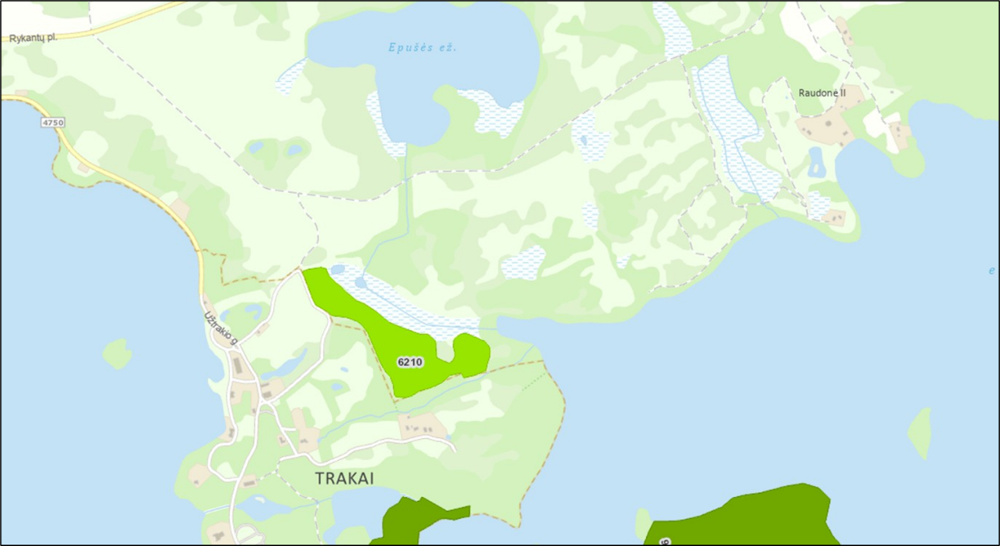 Rykantų pl.
Epušės ež.
Raudonė II
4750
e
Užtrakio g
6210
TRAKAI